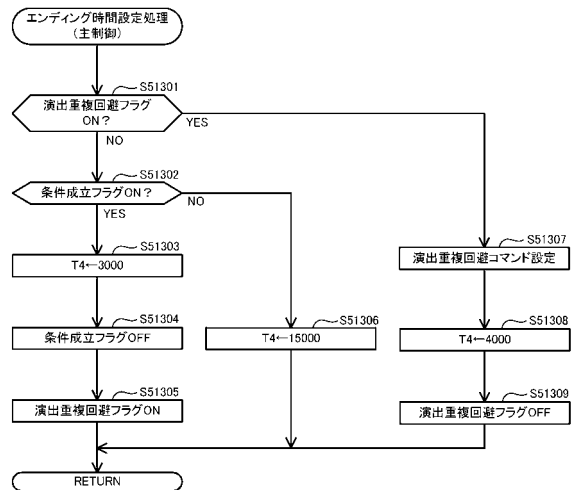 エンディング時間設定処理
(主制御)
S51301
演出重複回避フラグ
ON?
YES
NO
S51302
条件成立フラグON?
NO
YES
S51303
T4←3000
S51304
条件成立フラグOFF
S51305
演出重複回避フラグON
S51306
T4←15000
S51307
演出重複回避コマンド設定
S51308
T4←4000
S51309
演出重複回避フラグOFF
RETURN